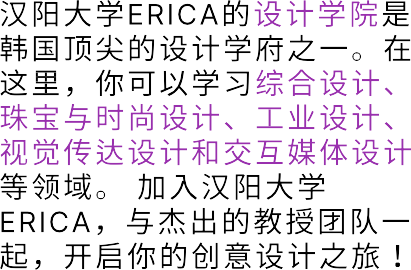 汉阳大学ERICA的设计学院是
韩国顶尖的设计学府之一。在
这里，你可以学习综合设计、
珠宝与时尚设计、工业设计、
视觉传达设计和交互媒体设计
等领域。 加入汉阳大学
ERICA，与杰出的教授团队一
起，开启你的创意设计之旅！